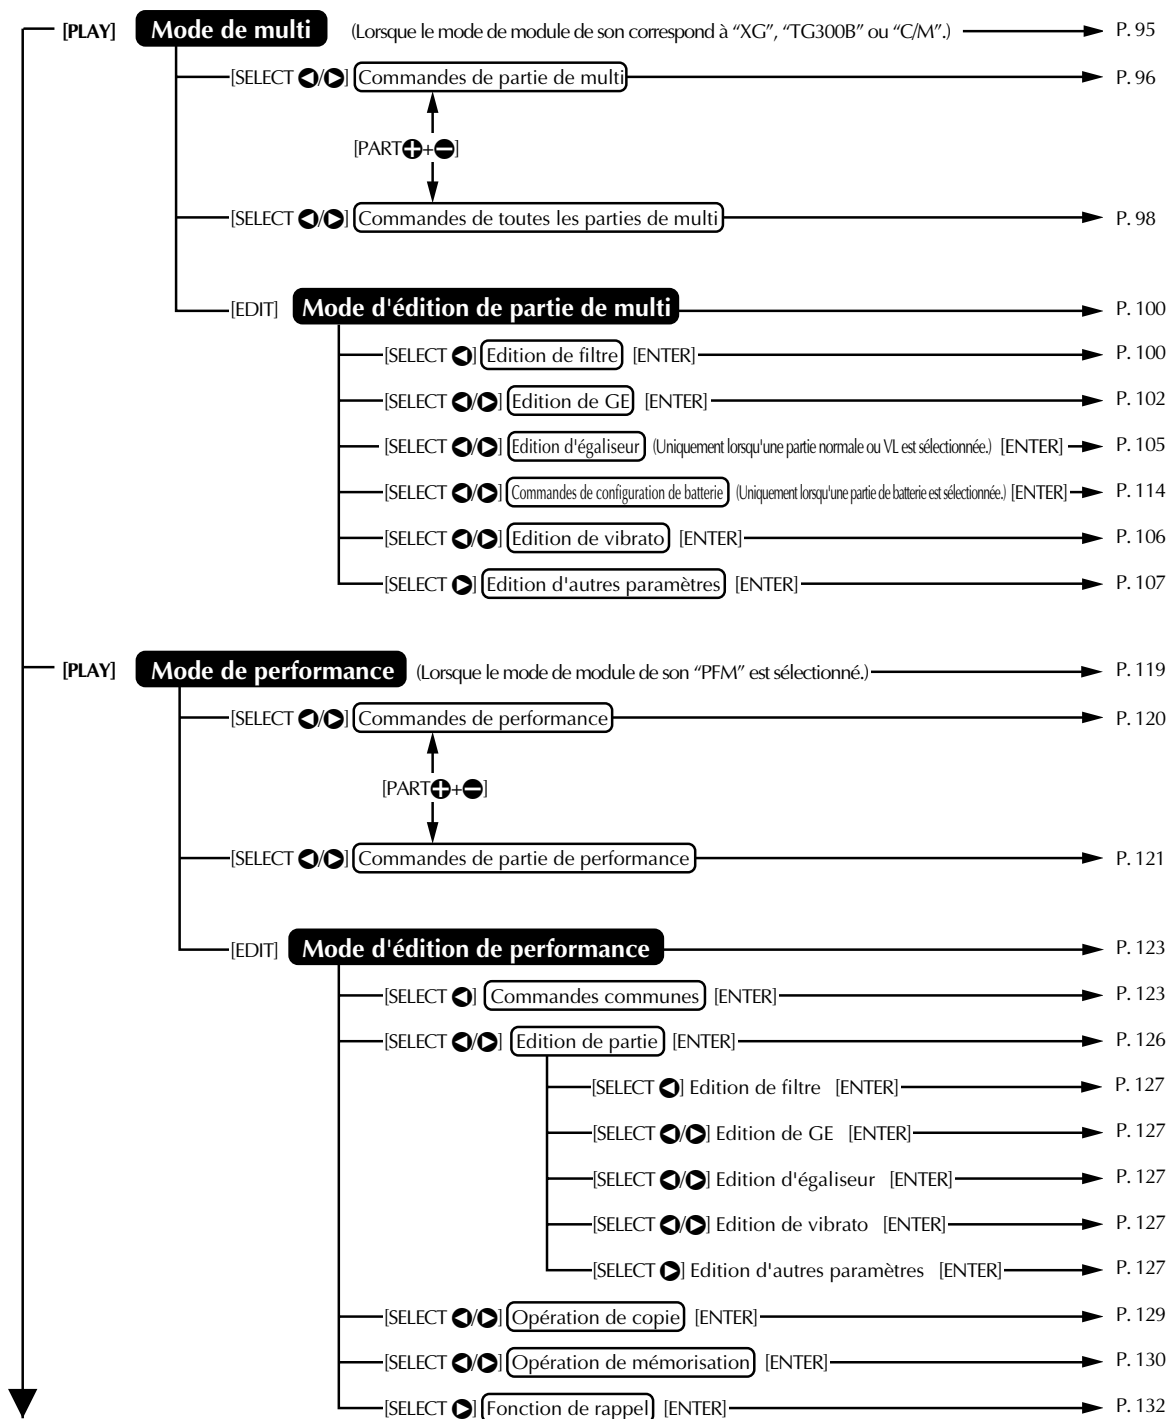 [PLAY] Mode de multi (Lorsque le mode de module de son correspond à “XG”, “TG300B” ou “C/M”.) P. 95
[SELECT ◀/▶] Commandes de partie de multi P. 96
[PART+ + −]
[SELECT ◀/▶] Commandes de toutes les parties de multi P. 98
[EDIT] Mode d'édition de partie de multi P. 100
[SELECT ◀] Edition de filtre [ENTER] P. 100
[SELECT ◀/▶] Edition de GE [ENTER] P. 102
[SELECT ◀/▶] Edition d'égaliseur (Uniquement lorsqu'une partie normale ou VL est sélectionnée.) [ENTER] P. 105
[SELECT ◀/▶] Commandes de configuration de batterie (Uniquement lorsqu'une partie de batterie est sélectionnée.) [ENTER] P. 114
[SELECT ◀/▶] Edition de vibrato [ENTER] P. 106
[SELECT ▶] Edition d'autres paramètres [ENTER] P. 107
[PLAY] Mode de performance (Lorsque le mode de module de son “PFM” est sélectionné.) P. 119
[SELECT ◀/▶] Commandes de performance P. 120
[PART+ + −]
[SELECT ◀/▶] Commandes de partie de performance P. 121
[EDIT] Mode d'édition de performance P. 123
[SELECT ◀] Commandes communes [ENTER] P. 123
[SELECT ◀/▶] Edition de partie [ENTER] P. 126
[SELECT ◀] Edition de filtre [ENTER] P. 127
[SELECT ◀/▶] Edition de GE [ENTER] P. 127
[SELECT ◀/▶] Edition d'égaliseur [ENTER] P. 127
[SELECT ◀/▶] Edition de vibrato [ENTER] P. 127
[SELECT ▶] Edition d'autres paramètres [ENTER] P. 127
[SELECT ◀/▶] Opération de copie [ENTER] P. 129
[SELECT ◀/▶] Opération de mémorisation [ENTER] P. 130
[SELECT ▶] Fonction de rappel [ENTER] P. 132